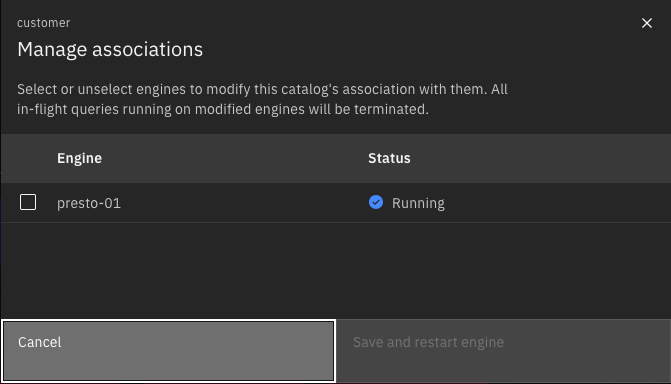 customer
Manage associations
Select or unselect engines to modify this catalog's association with them. All
in-flight queries running on modified engines will be terminated.
Engine Status
presto-01 Running
Cancel Save and restart engine